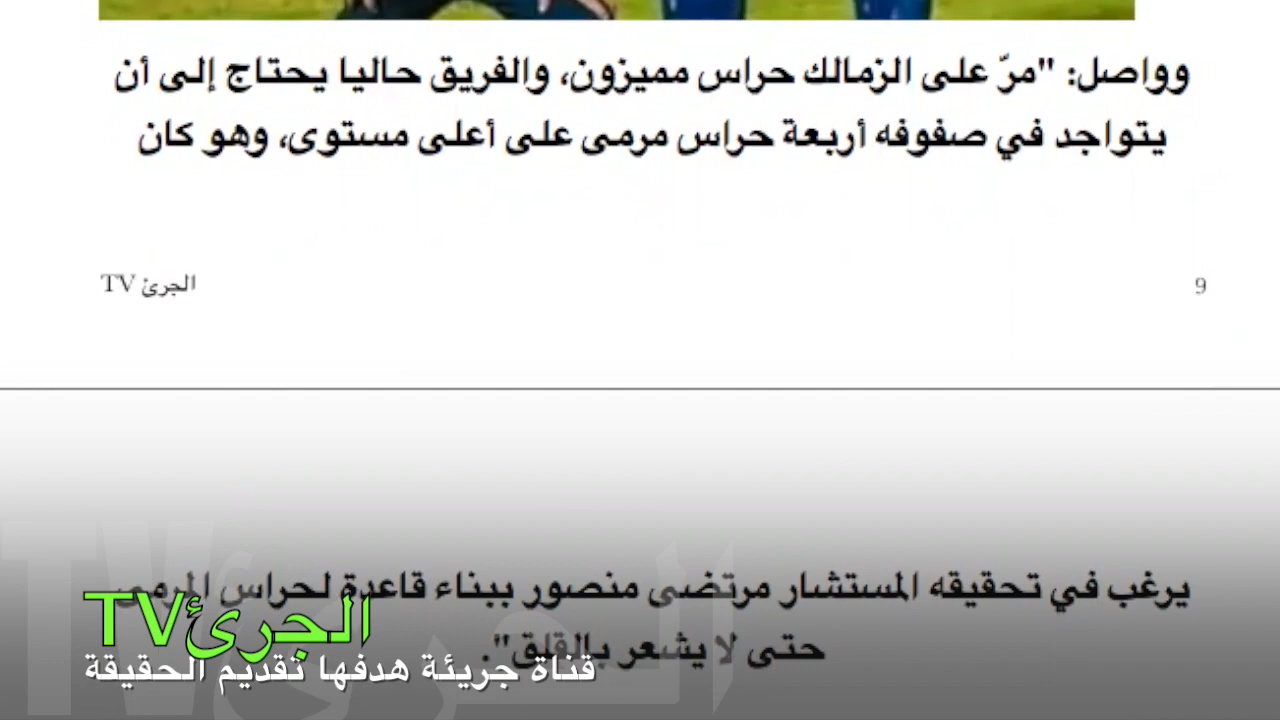 وواصل: "مرّ على الزمالك حراس مميزون، والفريق حاليا يحتاج إلى أن
يتواجد في صفوفه أربعة حراس مرمى على أعلى مستوى، وهو كان
الجرئ TV
9
يرغب في تحقيقه المستشار مرتضى منصور ببناء قاعدة لحراس المرمى
حتى لا يشعر بالقلق".
الجرئTV
قناة جريئة هدفها تقديم الحقيقة